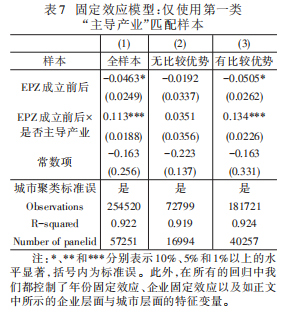 表7 固定效应模型:仅使用第一类
“主导产业”匹配样本
(1) (2) (3)
样本 全样本 无比较优势 有比较优势
EPZ成立前后 -0.0463* -0.0192 -0.0505*
(0.0249) (0.0337) (0.0262)
EPZ成立前后× 0.113*** 0.0351 0.134***
是否主导产业 (0.0188) (0.0356) (0.0226)
常数项 -0.163 -0.223 -0.163
(0.256) (0.137) (0.331)
城市聚类标准误 是 是 是
Observations 254520 72799 181721
R-squared 0.922 0.919 0.924
Number of panelid 57251 16994 40257
注:*、**和***分别表示10%、5%和1%以上的水
平显著,括号内为标准误。此外,在所有的回归中我
们都控制了年份固定效应、企业固定效应以及如正文
中所示的企业层面与城市层面的特征变量。